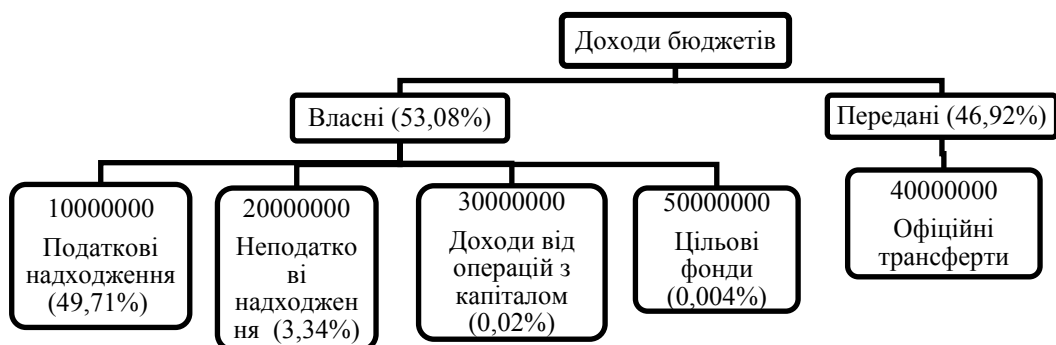 Доходи бюджетів
Власні (53,08%)
Передані (46,92%)
10000000
Податкові
надходження
(49,71%)
20000000
Неподатко
ві
надходжен
ня (3,34%)
30000000
Доходи від
операцій з
капіталом
(0,02%)
50000000
Цільові
фонди
(0,004%)
40000000
Офіційні
трансферти